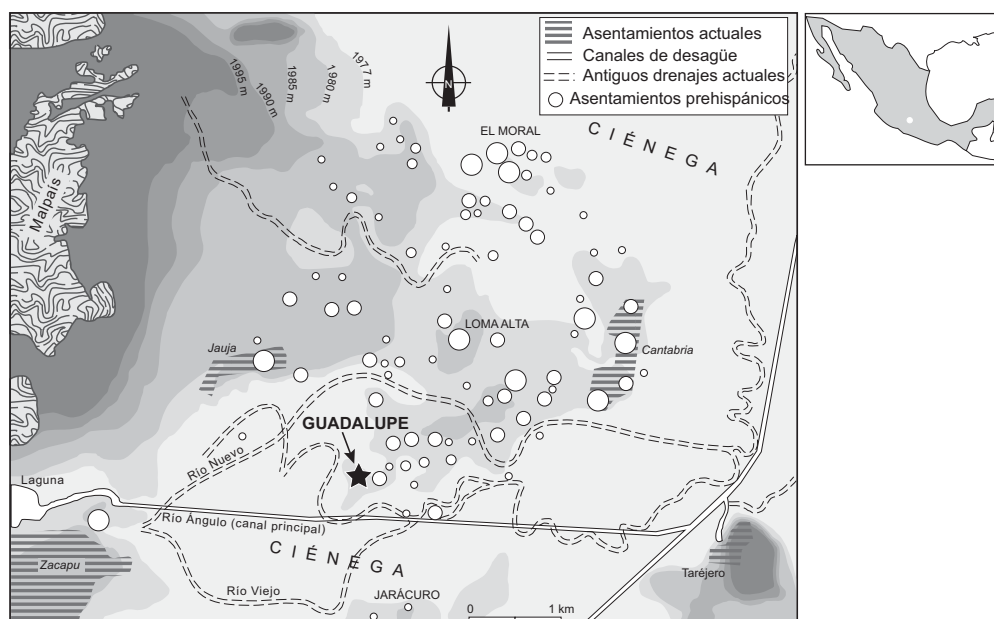 Asentamientos actuales
Canales de desagüe
Antiguos drenajes actuales
Asentamientos prehispánicos
1995 m
1990 m
1985 m
1980 m
1977 m
N
EL MORAL
CIÉNEGA
Malpaís
LOMA ALTA
Jauja
Cantabria
GUADALUPE
Río Nuevo
Laguna
Río Ángulo (canal principal)
CIÉNEGA
Zacapu
Taréjero
Río Viejo
JARÁCURO
0 1 km